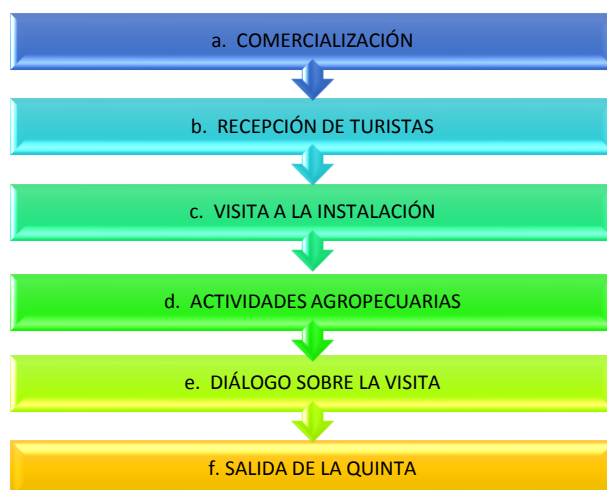 a. COMERCIALIZACIÓN
b. RECEPCIÓN DE TURISTAS
c. VISITA A LA INSTALACIÓN
d. ACTIVIDADES AGROPECUARIAS
e. DIÁLOGO SOBRE LA VISITA
f. SALIDA DE LA QUINTA